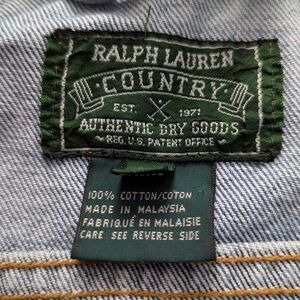 RALPH LAUREN
COUNTRY
EST. 1971
AUTHENTIC DRY GOODS
REG. U.S. PATENT OFFICE
100% COTTON/COTON
MADE IN MALAYSIA
FABRIQUÉ EN MALAISIE
CARE SEE REVERSE SIDE